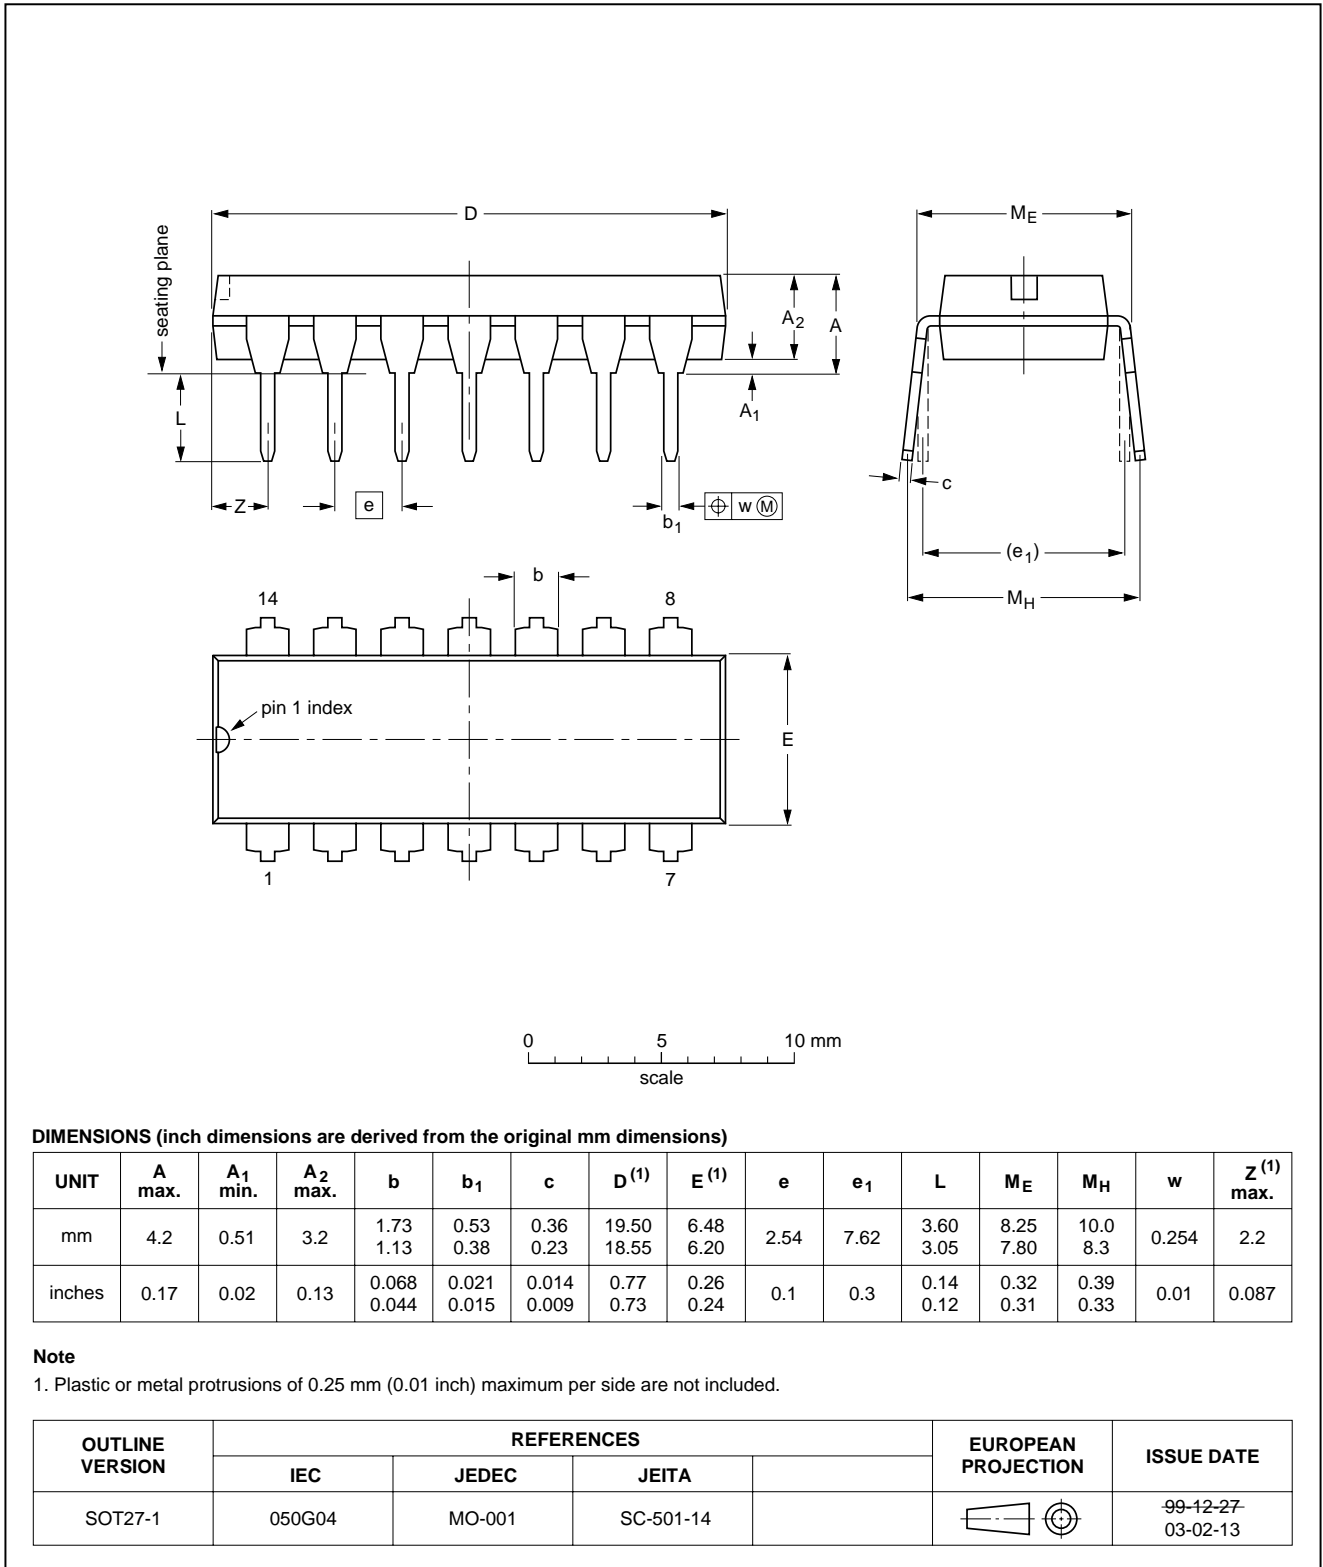 D
ME
seating plane
A2
A
A1
L
Z
e
b1
w M
c
(e1)
MH
b
14
8
pin 1 index
E
1
7
0
5
10 mm
scale
DIMENSIONS (inch dimensions are derived from the original mm dimensions)
UNIT A max. A1 min. A2 max. b b1 c D(1) E(1) e e1 L ME MH w Z(1) max.
mm 4.2 0.51 3.2 1.73 1.13 0.53 0.38 0.36 0.23 19.50 18.55 6.48 6.20 2.54 7.62 3.60 3.05 8.25 7.80 10.0 8.3 0.254 2.2
inches 0.17 0.02 0.13 0.068 0.044 0.021 0.015 0.014 0.009 0.77 0.73 0.26 0.24 0.1 0.3 0.14 0.12 0.32 0.31 0.39 0.33 0.01 0.087
Note
1. Plastic or metal protrusions of 0.25 mm (0.01 inch) maximum per side are not included.
OUTLINE VERSION REFERENCES EUROPEAN PROJECTION ISSUE DATE
IEC JEDEC JEITA
SOT27-1 050G04 MO-001 SC-501-14 99-12-27
03-02-13